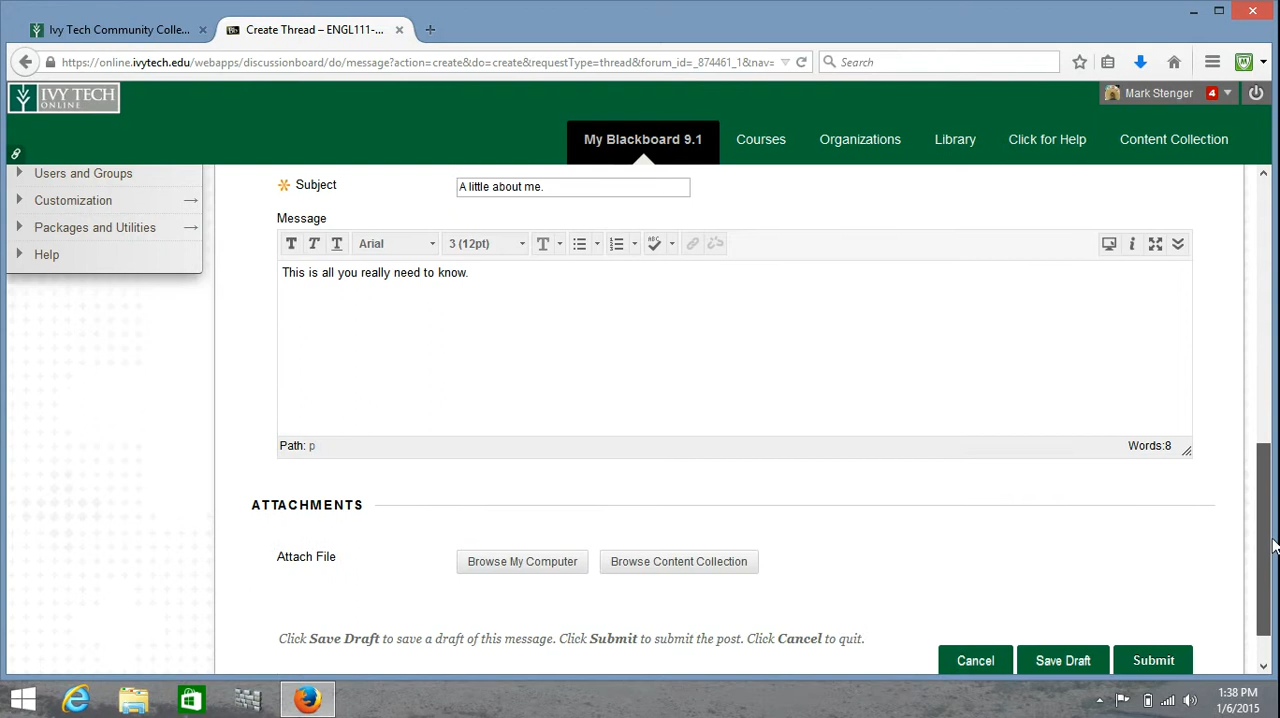 Ivy Tech Community Colle...
Create Thread – ENGL111-...
https://online.ivytech.edu/webapps/discussionboard/do/message?action=create&do=create&requestType=thread&forum_id=_874461_1&nav=
Search
IVY TECH
ONLINE
Mark Stenger 4
My Blackboard 9.1
Courses
Organizations
Library
Click for Help
Content Collection
Users and Groups
Customization
Packages and Utilities
Help
Subject
A little about me.
Message
T T T Arial 3 (12pt) T ABC
This is all you really need to know.
Path: p
Words:8
ATTACHMENTS
Attach File
Browse My Computer
Browse Content Collection
Click Save Draft to save a draft of this message. Click Submit to submit the post. Click Cancel to quit.
Cancel
Save Draft
Submit
1:38 PM
1/6/2015